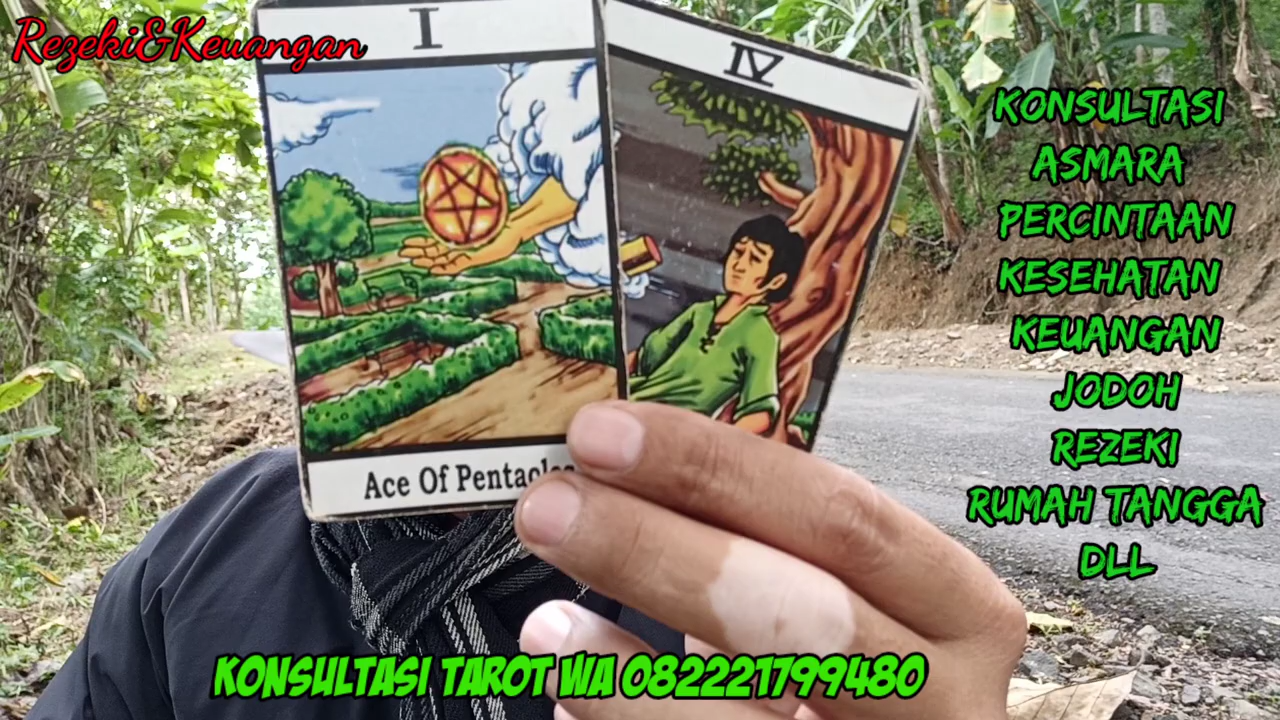 Rezeki&Keuangan
I
IV
Ace Of Pentacles
KONSULTASI
ASMARA
PERCINTAAN
KESEHATAN
KEUANGAN
JODOH
REZEKI
RUMAH TANGGA
DLL
KONSULTASI TAROT WA 082221799480